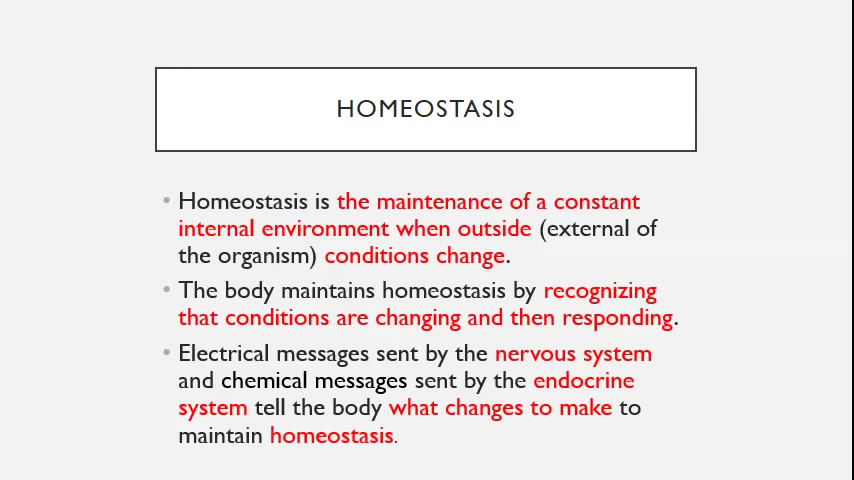 HOMEOSTASIS
• Homeostasis is the maintenance of a constant
internal environment when outside (external of
the organism) conditions change.
• The body maintains homeostasis by recognizing
that conditions are changing and then responding.
• Electrical messages sent by the nervous system
and chemical messages sent by the endocrine
system tell the body what changes to make to
maintain homeostasis.